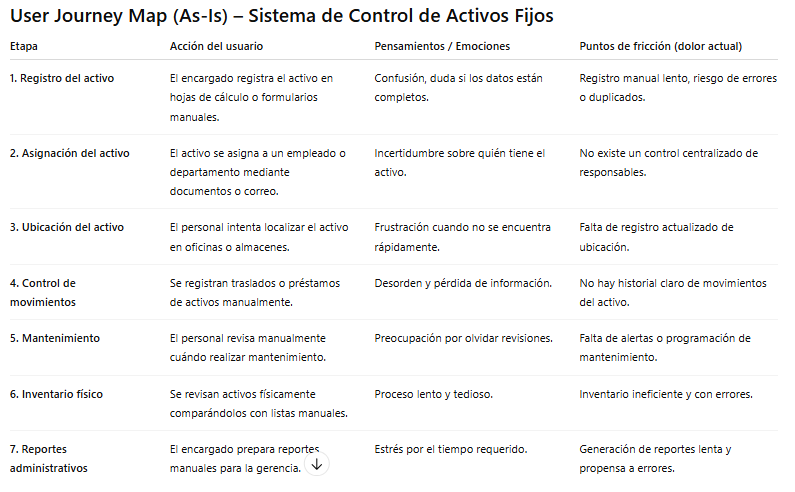 User Journey Map (As-Is) – Sistema de Control de Activos Fijos
Etapa Acción del usuario Pensamientos / Emociones Puntos de fricción (dolor actual)
1. Registro del activo El encargado registra el activo en Confusión, duda si los datos están Registro manual lento, riesgo de errores
hojas de cálculo o formularios completos. o duplicados.
manuales.
2. Asignación del activo El activo se asigna a un empleado o Incertidumbre sobre quién tiene el No existe un control centralizado de
departamento mediante activo. responsables.
documentos o correo.
3. Ubicación del activo El personal intenta localizar el activo Frustración cuando no se encuentra Falta de registro actualizado de
en oficinas o almacenes. rápidamente. ubicación.
4. Control de Se registran traslados o préstamos Desorden y pérdida de información. No hay historial claro de movimientos
movimientos de activos manualmente. del activo.
5. Mantenimiento El personal revisa manualmente Preocupación por olvidar revisiones. Falta de alertas o programación de
cuándo realizar mantenimiento. mantenimiento.
6. Inventario físico Se revisan activos físicamente Proceso lento y tedioso. Inventario ineficiente y con errores.
comparándolos con listas manuales.
7. Reportes El encargado prepara reportes Estrés por el tiempo requerido. Generación de reportes lenta y
administrativos manuales para la gerencia. propensa a errores.